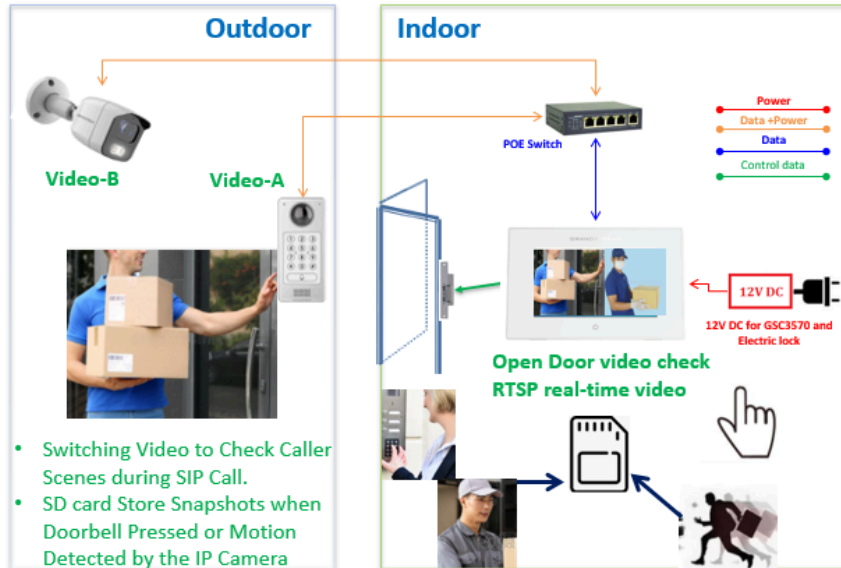 Outdoor
Indoor
Video-B
Video-A
POE Switch
Power
Data +Power
Data
Control data
12V DC
12V DC for GSC3570 and
Electric lock
Open Door video check
RTSP real-time video
• Switching Video to Check Caller
Scenes during SIP Call.
• SD card Store Snapshots when
Doorbell Pressed or Motion
Detected by the IP Camera